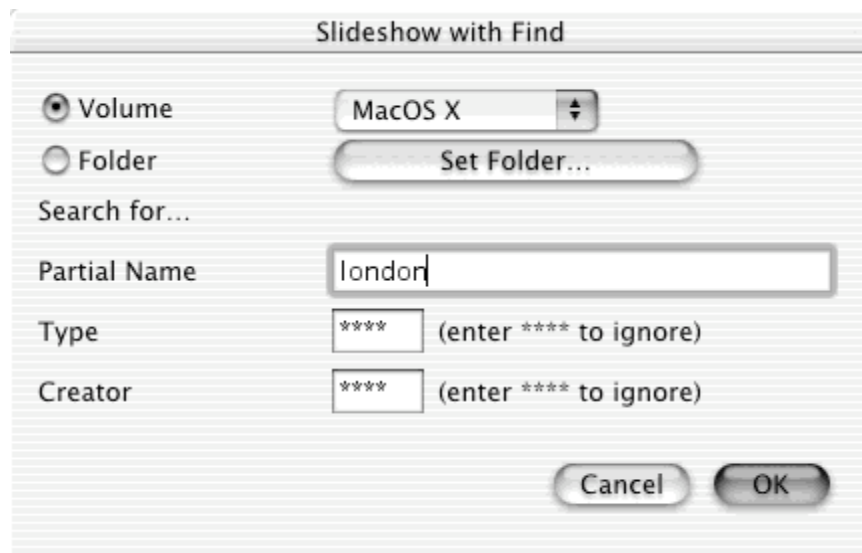 Slideshow with Find
Volume MacOS X
Folder Set Folder...
Search for...
Partial Name london
Type **** (enter **** to ignore)
Creator **** (enter **** to ignore)
Cancel OK